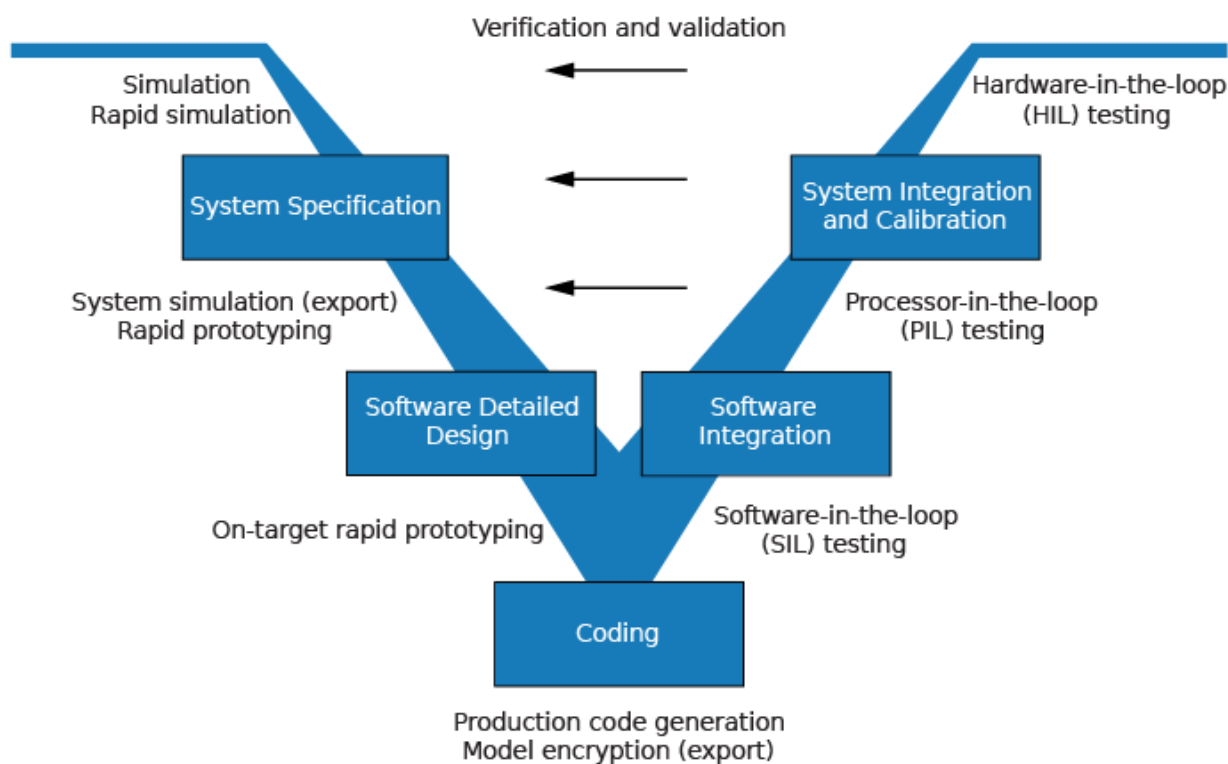 Verification and validation
Simulation
Rapid simulation
Hardware-in-the-loop
(HIL) testing
System Specification
System Integration
and Calibration
System simulation (export)
Rapid prototyping
Processor-in-the-loop
(PIL) testing
Software Detailed
Design
Software
Integration
On-target rapid prototyping
Software-in-the-loop
(SIL) testing
Coding
Production code generation
Model encryption (export)